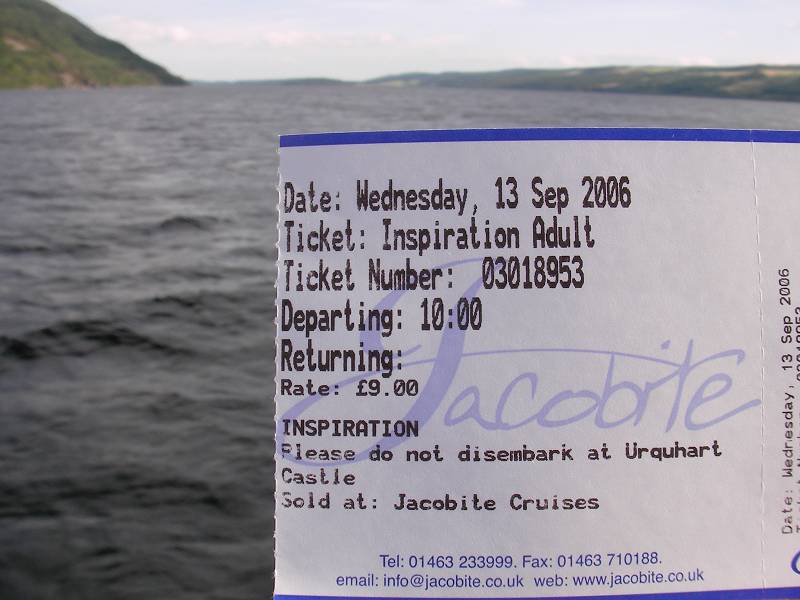 Date: Wednesday, 13 Sep 2006
Ticket: Inspiration Adult
Ticket Number: 03018953
Departing: 10:00
Returning:
Rate: £9.00
Jacobite
INSPIRATION
Please do not disembark at Urquhart
Castle
Sold at: Jacobite Cruises
Tel: 01463 233999. Fax: 01463 710188.
email: info@jacobite.co.uk web: www.jacobite.co.uk
Date: Wednesday, 13 Sep 2006